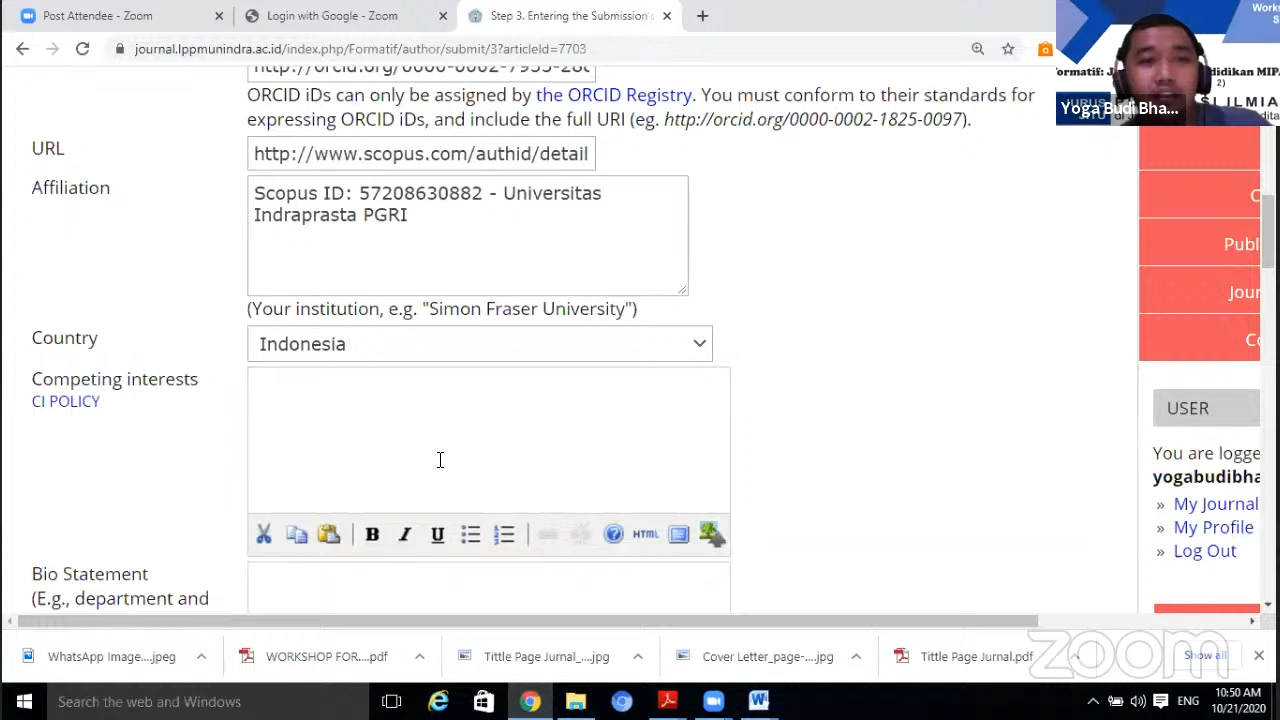 Post Attendee - Zoom
Login with Google - Zoom
Step 3. Entering the Submission's
journal.lppmunindra.ac.id/index.php/Formatif/author/submit/3?articleId=7703
ORCID iDs can only be assigned by the ORCID Registry. You must conform to their standards for
expressing ORCID iDs, and include the full URI (eg. http://orcid.org/0000-0002-1825-0097).
URL
http://www.scopus.com/authid/detail
Affiliation
Scopus ID: 57208630882 - Universitas
Indraprasta PGRI
(Your institution, e.g. "Simon Fraser University")
Country
Indonesia
Competing interests
CI POLICY
HTML
Bio Statement
(E.g., department and
Works
Yoga Budi Bha...
Publ
Jour
USER
You are logge
yogabudibha
» My Journal
» My Profile
» Log Out
WhatsApp Image....jpeg
WORKSHOP FOR....pdf
Tittle Page Jurnal_...jpg
Cover Letter_page-...jpg
Tittle Page Jurnal.pdf
Show all
zoom
Search the web and Windows
ENG
10:50 AM
10/21/2020